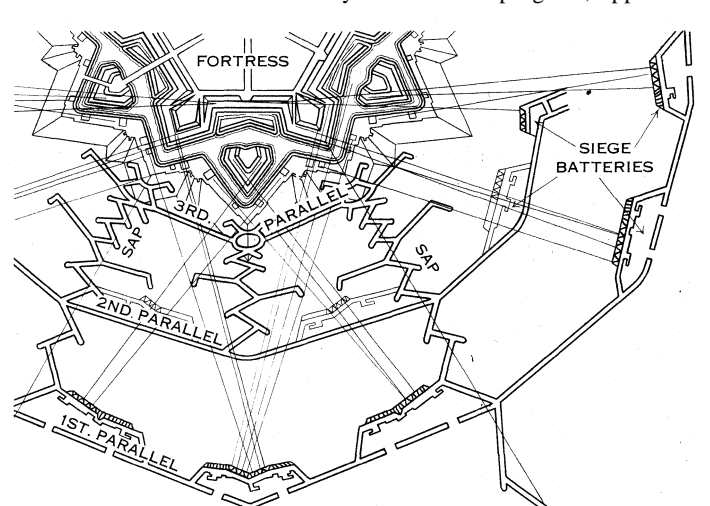 FORTRESS
SIEGE
BATTERIES
3RD. PARALLEL
SAP
SAP
2ND. PARALLEL
1ST. PARALLEL